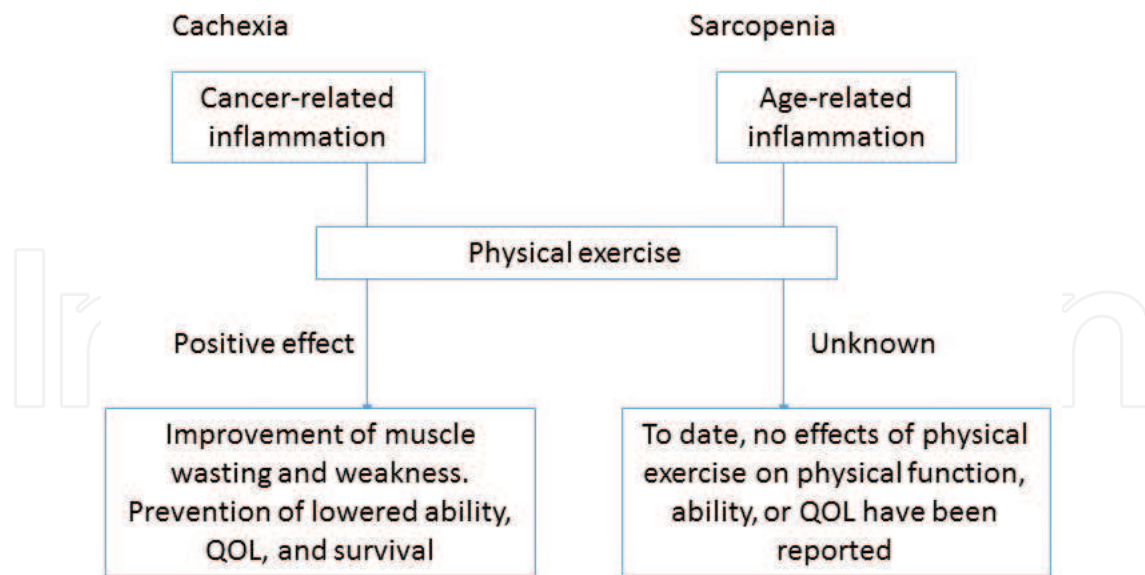 Cachexia
Sarcopenia
Cancer-related
inflammation
Age-related
inflammation
Physical exercise
Positive effect
Unknown
Improvement of muscle
wasting and weakness.
Prevention of lowered ability,
QOL, and survival
To date, no effects of physical
exercise on physical function,
ability, or QOL have been
reported